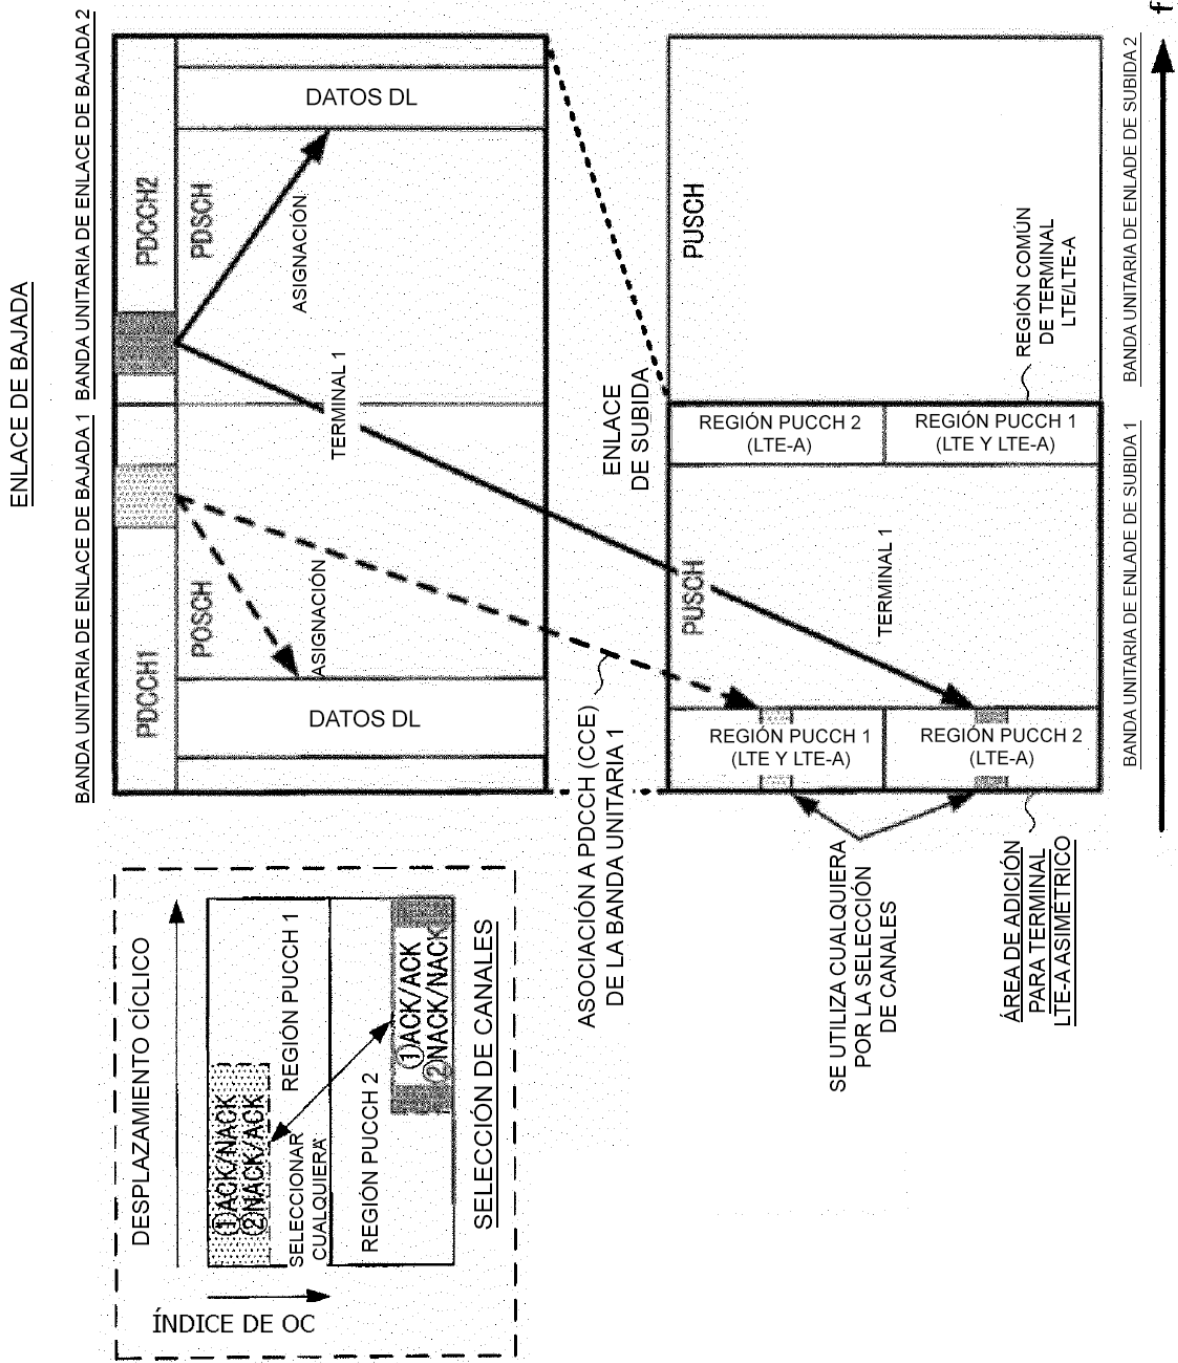 ENLACE DE BAJADA
BANDA UNITARIA DE ENLACE DE BAJADA 1
BANDA UNITARIA DE ENLACE DE BAJADA 2
PDCCH1
PDCCH2
POSCH
PDSCH
DATOS DL
ASIGNACIÓN
TERMINAL 1
ASIGNACIÓN
DATOS DL
ENLACE
DE SUBIDA
ASOCIACIÓN A PDCCH (CCE)
DE LA BANDA UNITARIA 1
PUSCH
PUSCH
REGIÓN PUCCH 1
(LTE Y LTE-A)
REGIÓN PUCCH 2
(LTE-A)
TERMINAL 1
REGIÓN PUCCH 2
(LTE-A)
REGIÓN PUCCH 1
(LTE Y LTE-A)
REGIÓN COMÚN
DE TERMINAL
LTE/LTE-A
SE UTILIZA CUALQUIERA
POR LA SELECCIÓN
DE CANALES
ÁREA DE ADICIÓN
PARA TERMINAL
LTE-A ASIMÉTRICO
BANDA UNITARIA DE ENLADE DE SUBIDA 1
BANDA UNITARIA DE ENLADE DE SUBIDA 2
f
DESPLAZAMIENTO CÍCLICO
ÍNDICE DE OC
①ACK/NACK
②NACK/ACK
REGIÓN PUCCH 1
SELECCIONAR
CUALQUIERA
REGIÓN PUCCH 2
①ACK/ACK
②NACK/NACK
SELECCIÓN DE CANALES